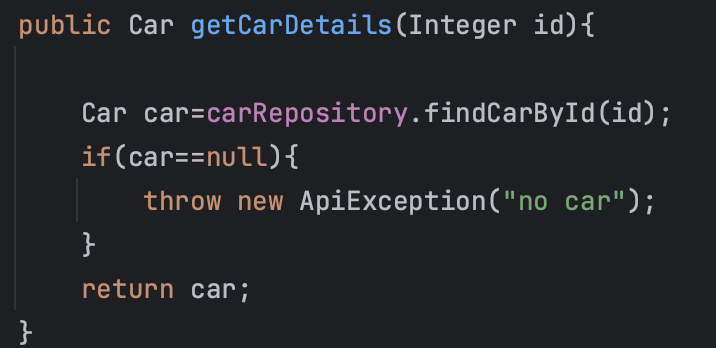 public Car getCarDetails(Integer id){
Car car=carRepository.findCarById(id);
if(car==null){
throw new ApiException("no car");
}
return car;
}